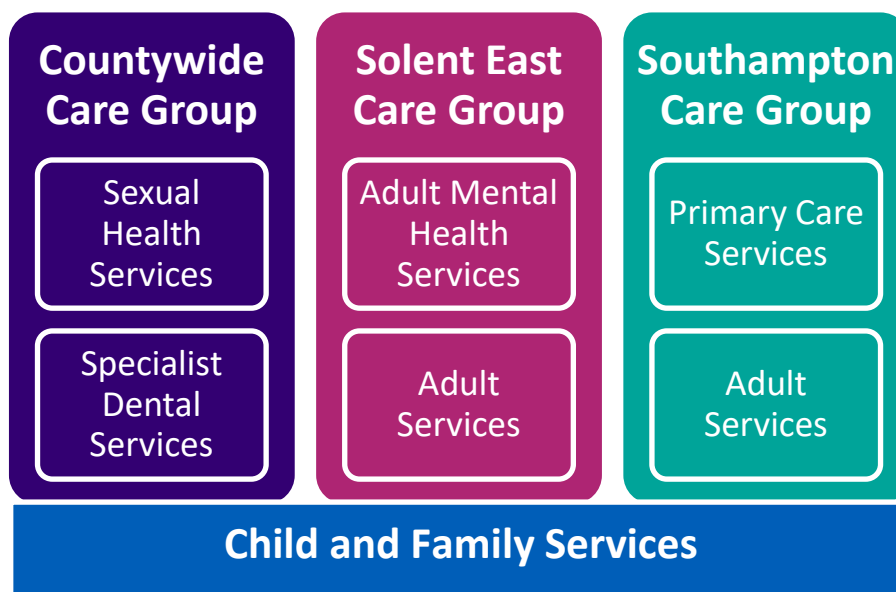 Countywide
Care Group
Sexual
Health
Services
Specialist
Dental
Services
Solent East
Care Group
Adult Mental
Health
Services
Adult
Services
Southampton
Care Group
Primary Care
Services
Adult
Services
Child and Family Services